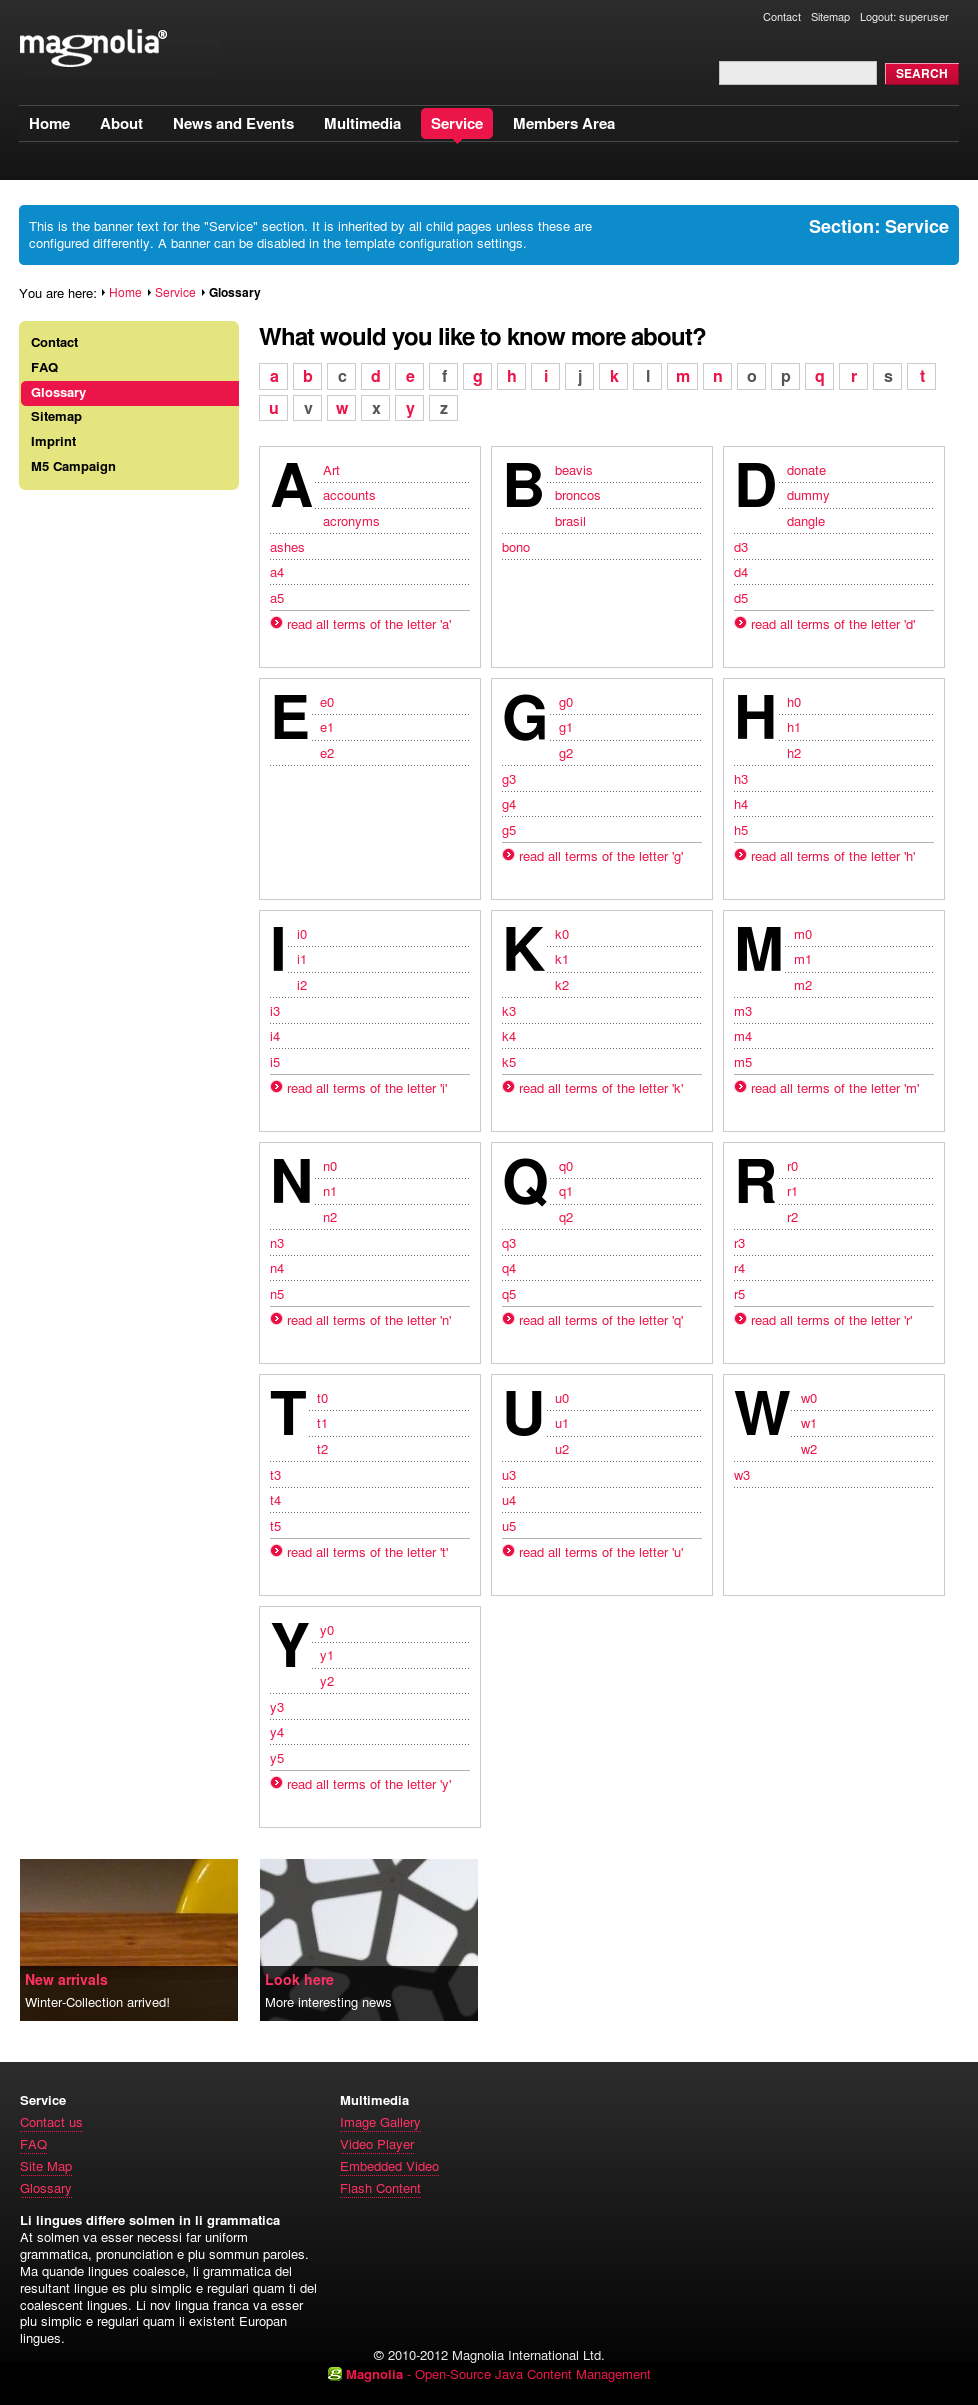 Contact Sitemap Logout: superuser
magnolia®
SEARCH
Home About News and Events Multimedia Service Members Area
This is the banner text for the "Service" section. It is inherited by all child pages unless these are
configured differently. A banner can be disabled in the template configuration settings.
Section: Service
You are here: Home Service Glossary
Contact
FAQ
Glossary
Sitemap
Imprint
M5 Campaign
What would you like to know more about?
a b c d e f g h i j k l m n o p q r s t
u v w x y z
A
Art
accounts
acronyms
ashes
a4
a5
read all terms of the letter 'a'
B
beavis
broncos
brasil
bono
D
donate
dummy
dangle
d3
d4
d5
read all terms of the letter 'd'
E
e0
e1
e2
G
g0
g1
g2
g3
g4
g5
read all terms of the letter 'g'
H
h0
h1
h2
h3
h4
h5
read all terms of the letter 'h'
I
i0
i1
i2
i3
i4
i5
read all terms of the letter 'i'
K
k0
k1
k2
k3
k4
k5
read all terms of the letter 'k'
M
m0
m1
m2
m3
m4
m5
read all terms of the letter 'm'
N
n0
n1
n2
n3
n4
n5
read all terms of the letter 'n'
Q
q0
q1
q2
q3
q4
q5
read all terms of the letter 'q'
R
r0
r1
r2
r3
r4
r5
read all terms of the letter 'r'
T
t0
t1
t2
t3
t4
t5
read all terms of the letter 't'
U
u0
u1
u2
u3
u4
u5
read all terms of the letter 'u'
W
w0
w1
w2
w3
Y
y0
y1
y2
y3
y4
y5
read all terms of the letter 'y'
New arrivals
Winter-Collection arrived!
Look here
More interesting news
Service
Contact us
FAQ
Site Map
Glossary
Multimedia
Image Gallery
Video Player
Embedded Video
Flash Content
Li lingues differe solmen in li grammatica
At solmen va esser necessi far uniform
grammatica, pronunciation e plu sommun paroles.
Ma quande lingues coalesce, li grammatica del
resultant lingue es plu simplic e regulari quam ti del
coalescent lingues. Li nov lingua franca va esser
plu simplic e regulari quam li existent Europan
lingues.
© 2010-2012 Magnolia International Ltd.
Magnolia - Open-Source Java Content Management